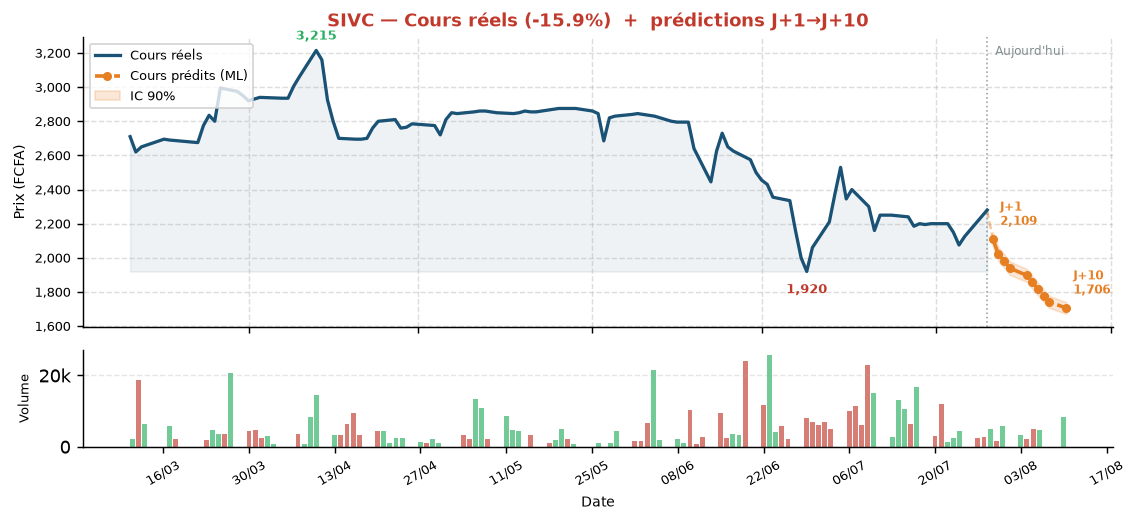 SIVC — Cours réels (-15.9%)  +  prédictions J+1→J+10
3,215
Aujourd'hui
Cours réels
Cours prédits (ML)
IC 90%
Prix (FCFA)
3,200
3,000
2,800
2,600
2,400
2,200
2,000
1,800
1,600
J+1
2,109
J+10
1,706
1,920
Volume
20k
0
16/03
30/03
13/04
27/04
11/05
25/05
08/06
22/06
06/07
20/07
03/08
17/08
Date